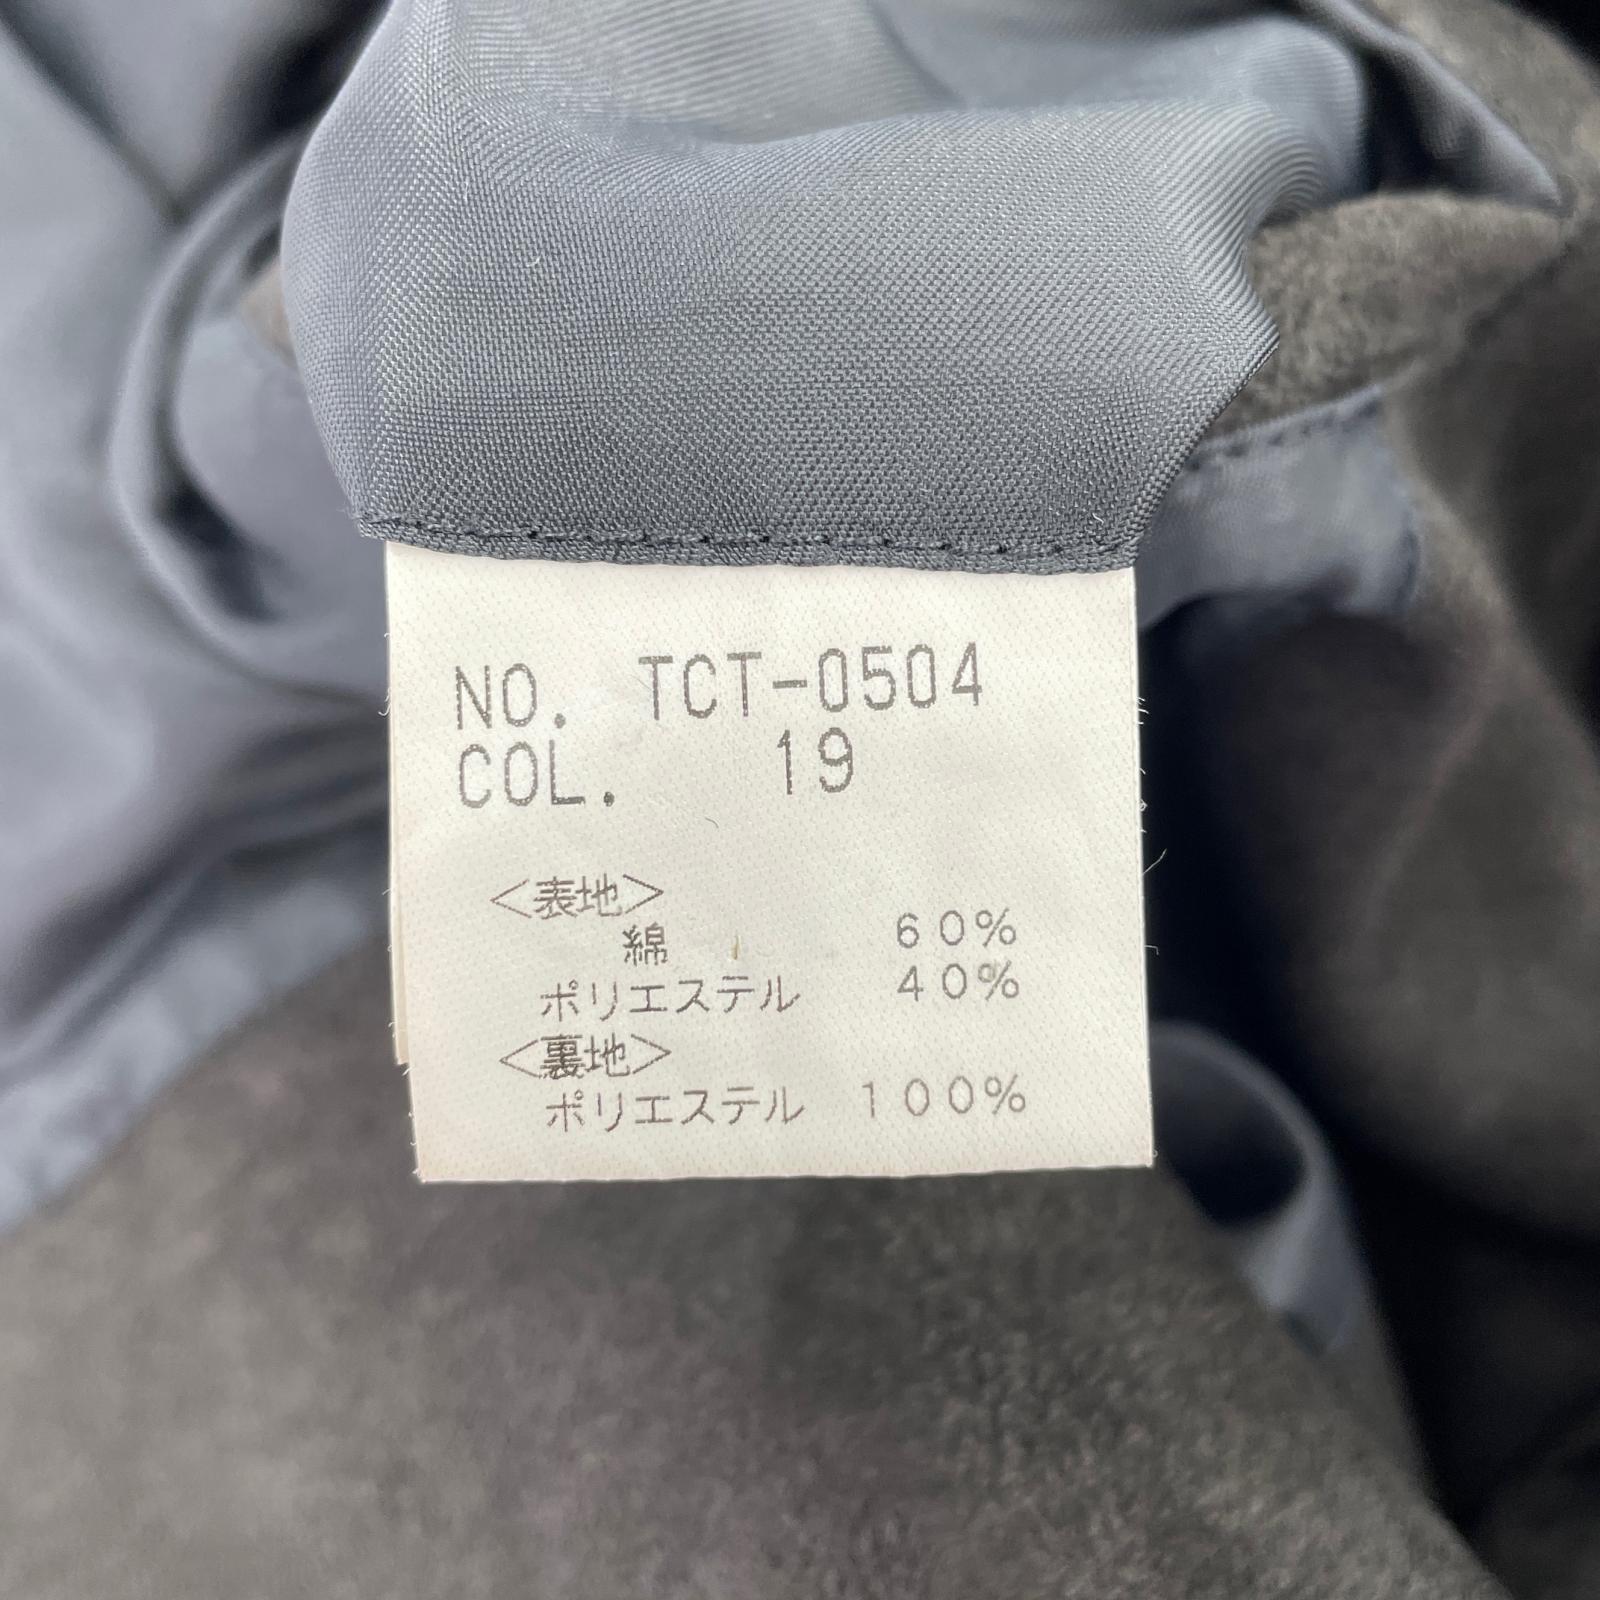 NO. TCT-0504
COL. 19
<表地>
綿 60%
ポリエステル 40%
<裏地>
ポリエステル 100%